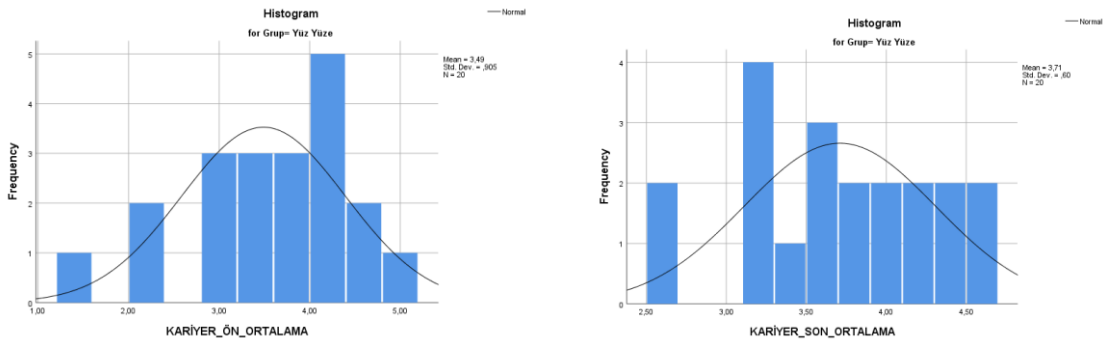 Histogram
Normal
for Grup= Yüz Yüze
Mean = 3,49
Std. Dev. = ,905
N = 20
5
4
3
2
1
0
Frequency
1,00 2,00 3,00 4,00 5,00
KARİYER_ÖN_ORTALAMA
Histogram
Normal
for Grup= Yüz Yüze
Mean = 3,71
Std. Dev. = ,60
N = 20
4
3
2
1
0
Frequency
2,50 3,00 3,50 4,00 4,50
KARİYER_SON_ORTALAMA